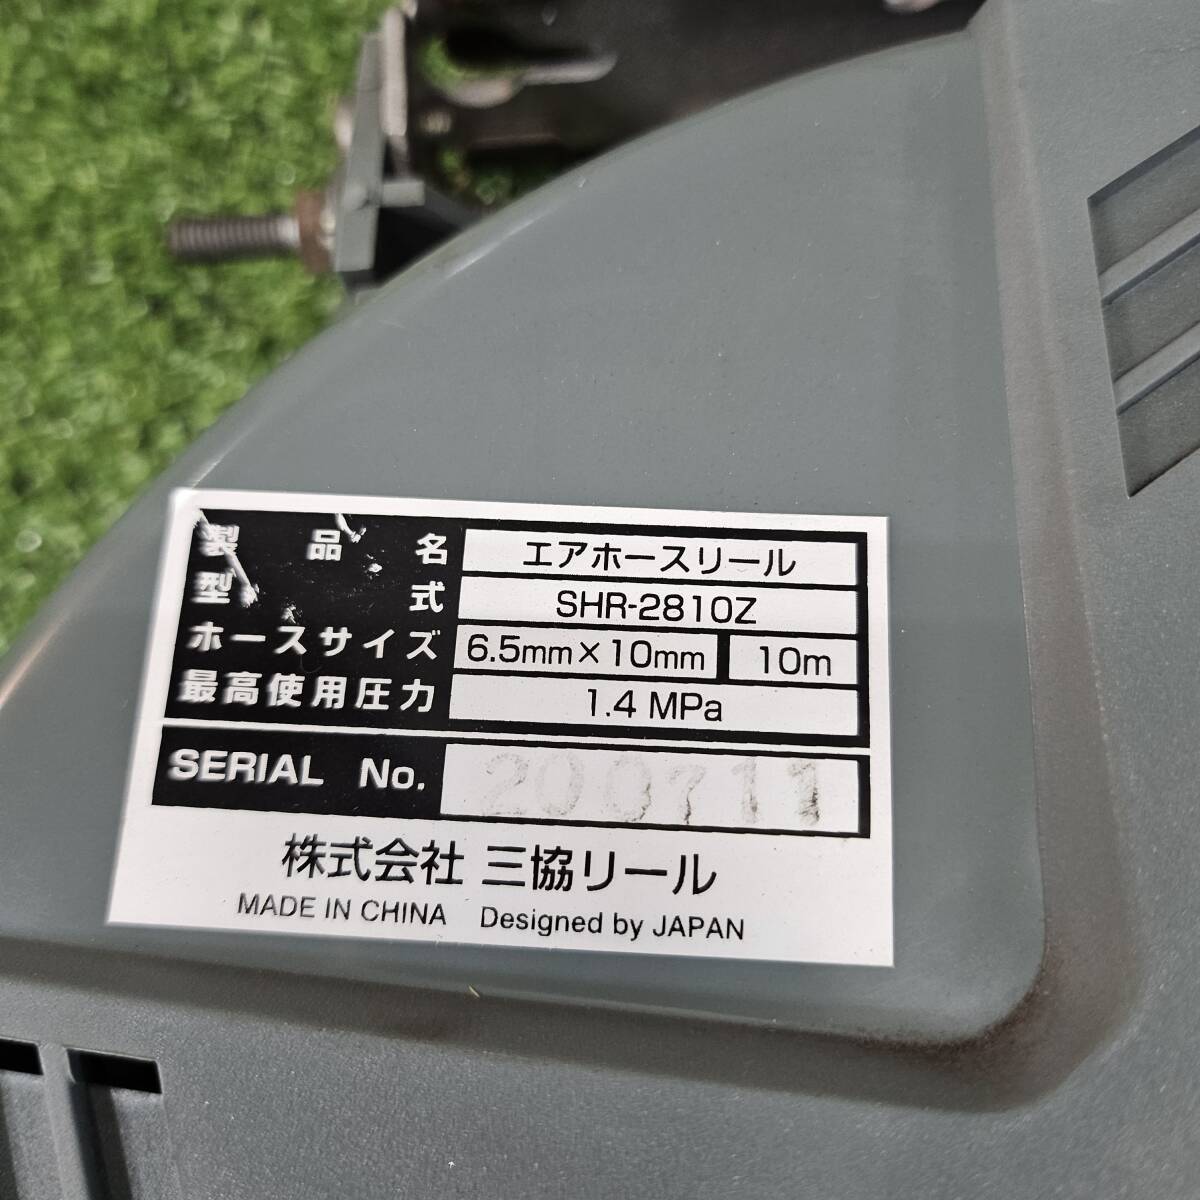 製品名 エアホースリール
型式 SHR-2810Z
ホースサイズ 6.5mm×10mm 10m
最高使用圧力 1.4 MPa
SERIAL No. 200711
株式会社 三協リール
MADE IN CHINA Designed by JAPAN